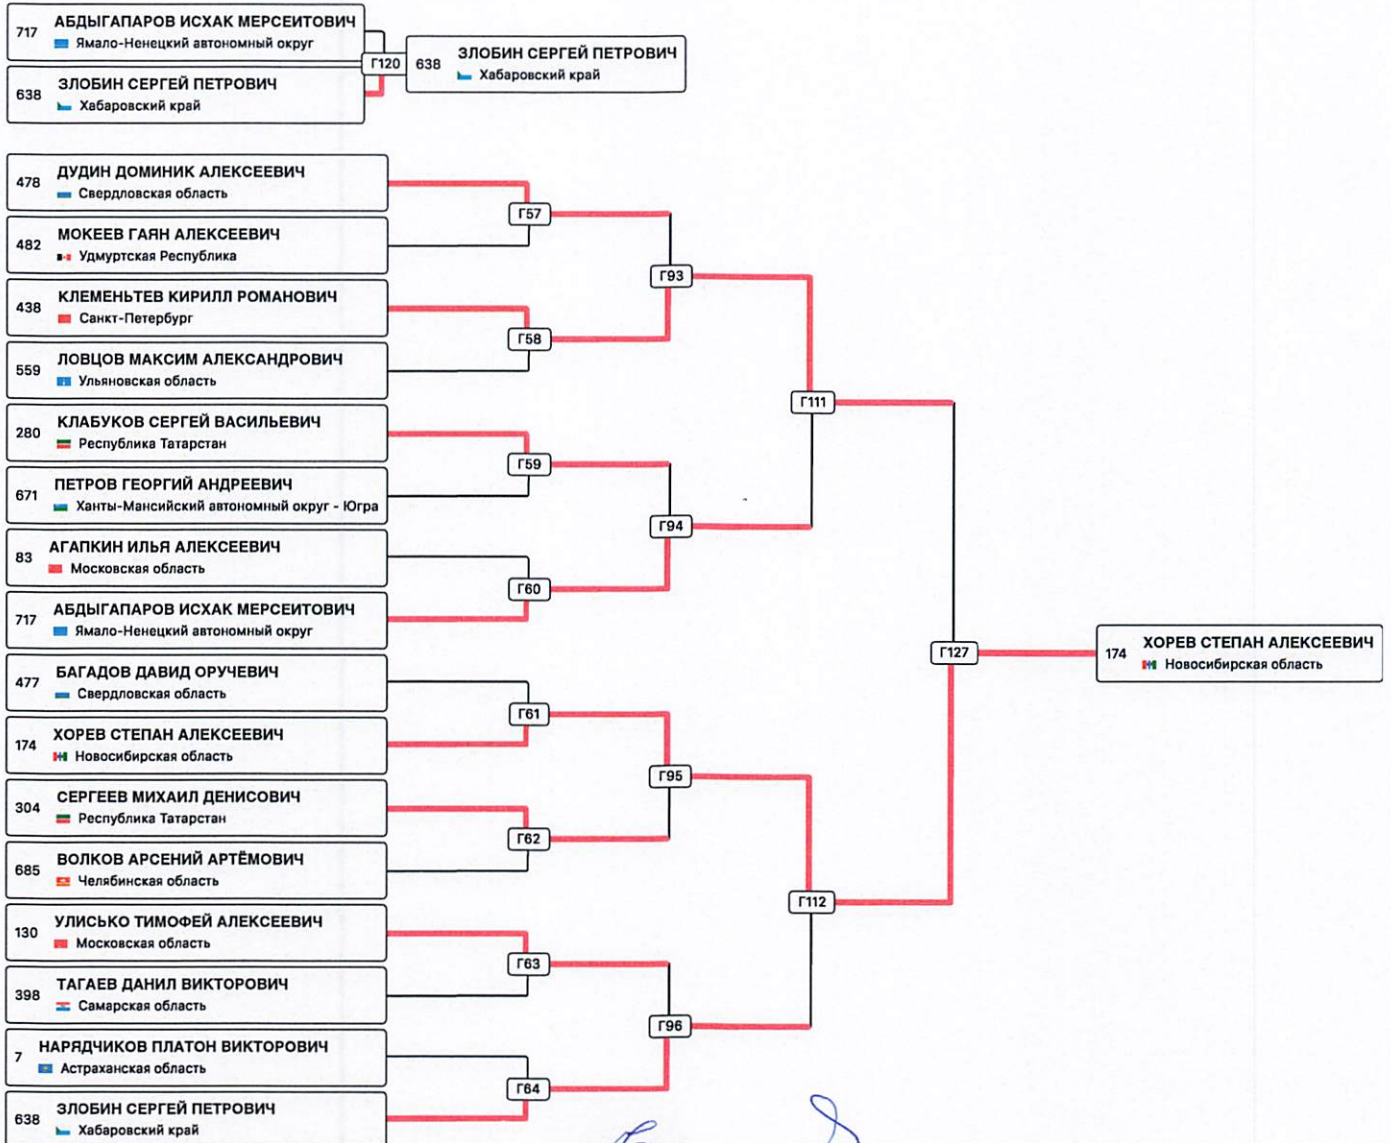 717 АБДЫГАПАРОВ ИСХАК МЕРСЕИТОВИЧ
Ямало-Ненецкий автономный округ
638 ЗЛОБИН СЕРГЕЙ ПЕТРОВИЧ
Хабаровский край
Г120
638 ЗЛОБИН СЕРГЕЙ ПЕТРОВИЧ
Хабаровский край
478 ДУДИН ДОМИНИК АЛЕКСЕЕВИЧ
Свердловская область
Г57
482 МОКЕЕВ ГАЯН АЛЕКСЕЕВИЧ
Удмуртская Республика
Г93
438 КЛЕМЕНЬТЕВ КИРИЛЛ РОМАНОВИЧ
Санкт-Петербург
Г58
559 ЛОВЦОВ МАКСИМ АЛЕКСАНДРОВИЧ
Ульяновская область
Г111
280 КЛАБУКОВ СЕРГЕЙ ВАСИЛЬЕВИЧ
Республика Татарстан
Г59
671 ПЕТРОВ ГЕОРГИЙ АНДРЕЕВИЧ
Ханты-Мансийский автономный округ - Югра
Г94
83 АГАПКИН ИЛЬЯ АЛЕКСЕЕВИЧ
Московская область
Г60
717 АБДЫГАПАРОВ ИСХАК МЕРСЕИТОВИЧ
Ямало-Ненецкий автономный округ
Г127
174 ХОРЕВ СТЕПАН АЛЕКСЕЕВИЧ
Новосибирская область
477 БАГАДОВ ДАВИД ОРУЧЕВИЧ
Свердловская область
Г61
174 ХОРЕВ СТЕПАН АЛЕКСЕЕВИЧ
Новосибирская область
Г95
304 СЕРГЕЕВ МИХАИЛ ДЕНИСОВИЧ
Республика Татарстан
Г62
685 ВОЛКОВ АРСЕНИЙ АРТЁМОВИЧ
Челябинская область
Г112
130 УЛИСЬКО ТИМОФЕЙ АЛЕКСЕЕВИЧ
Московская область
Г63
398 ТАГАЕВ ДАНИЛ ВИКТОРОВИЧ
Самарская область
Г96
7 НАРЯДЧИКОВ ПЛАТОН ВИКТОРОВИЧ
Астраханская область
Г64
638 ЗЛОБИН СЕРГЕЙ ПЕТРОВИЧ
Хабаровский край